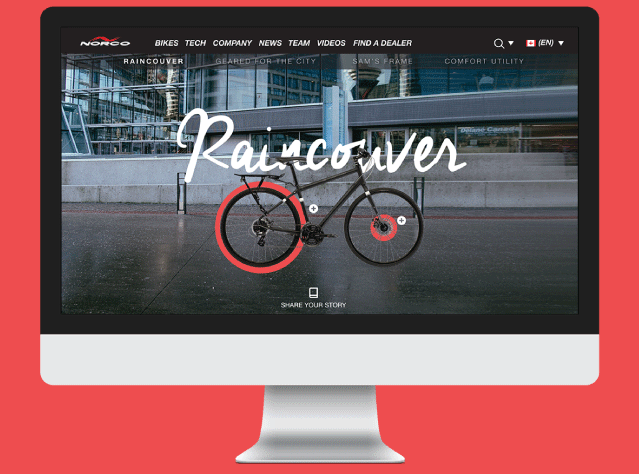 NORCO BIKES TECH COMPANY NEWS TEAM VIDEOS FIND A DEALER (EN)
RAINCOUVER GEARED FOR THE CITY SAM'S FRAME COMFORT UTILITY
Raincouver
SHARE YOUR STORY